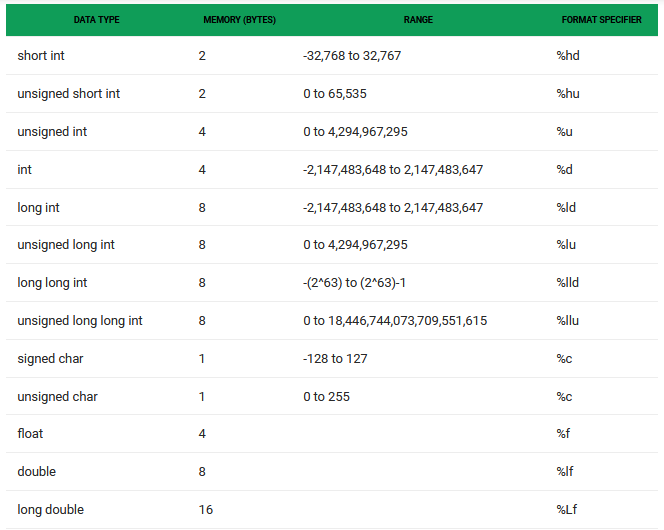 DATA TYPE MEMORY (BYTES) RANGE FORMAT SPECIFIER
short int 2 -32,768 to 32,767 %hd
unsigned short int 2 0 to 65,535 %hu
unsigned int 4 0 to 4,294,967,295 %u
int 4 -2,147,483,648 to 2,147,483,647 %d
long int 8 -2,147,483,648 to 2,147,483,647 %ld
unsigned long int 8 0 to 4,294,967,295 %lu
long long int 8 -(2^63) to (2^63)-1 %lld
unsigned long long int 8 0 to 18,446,744,073,709,551,615 %llu
signed char 1 -128 to 127 %c
unsigned char 1 0 to 255 %c
float 4 %f
double 8 %lf
long double 16 %Lf